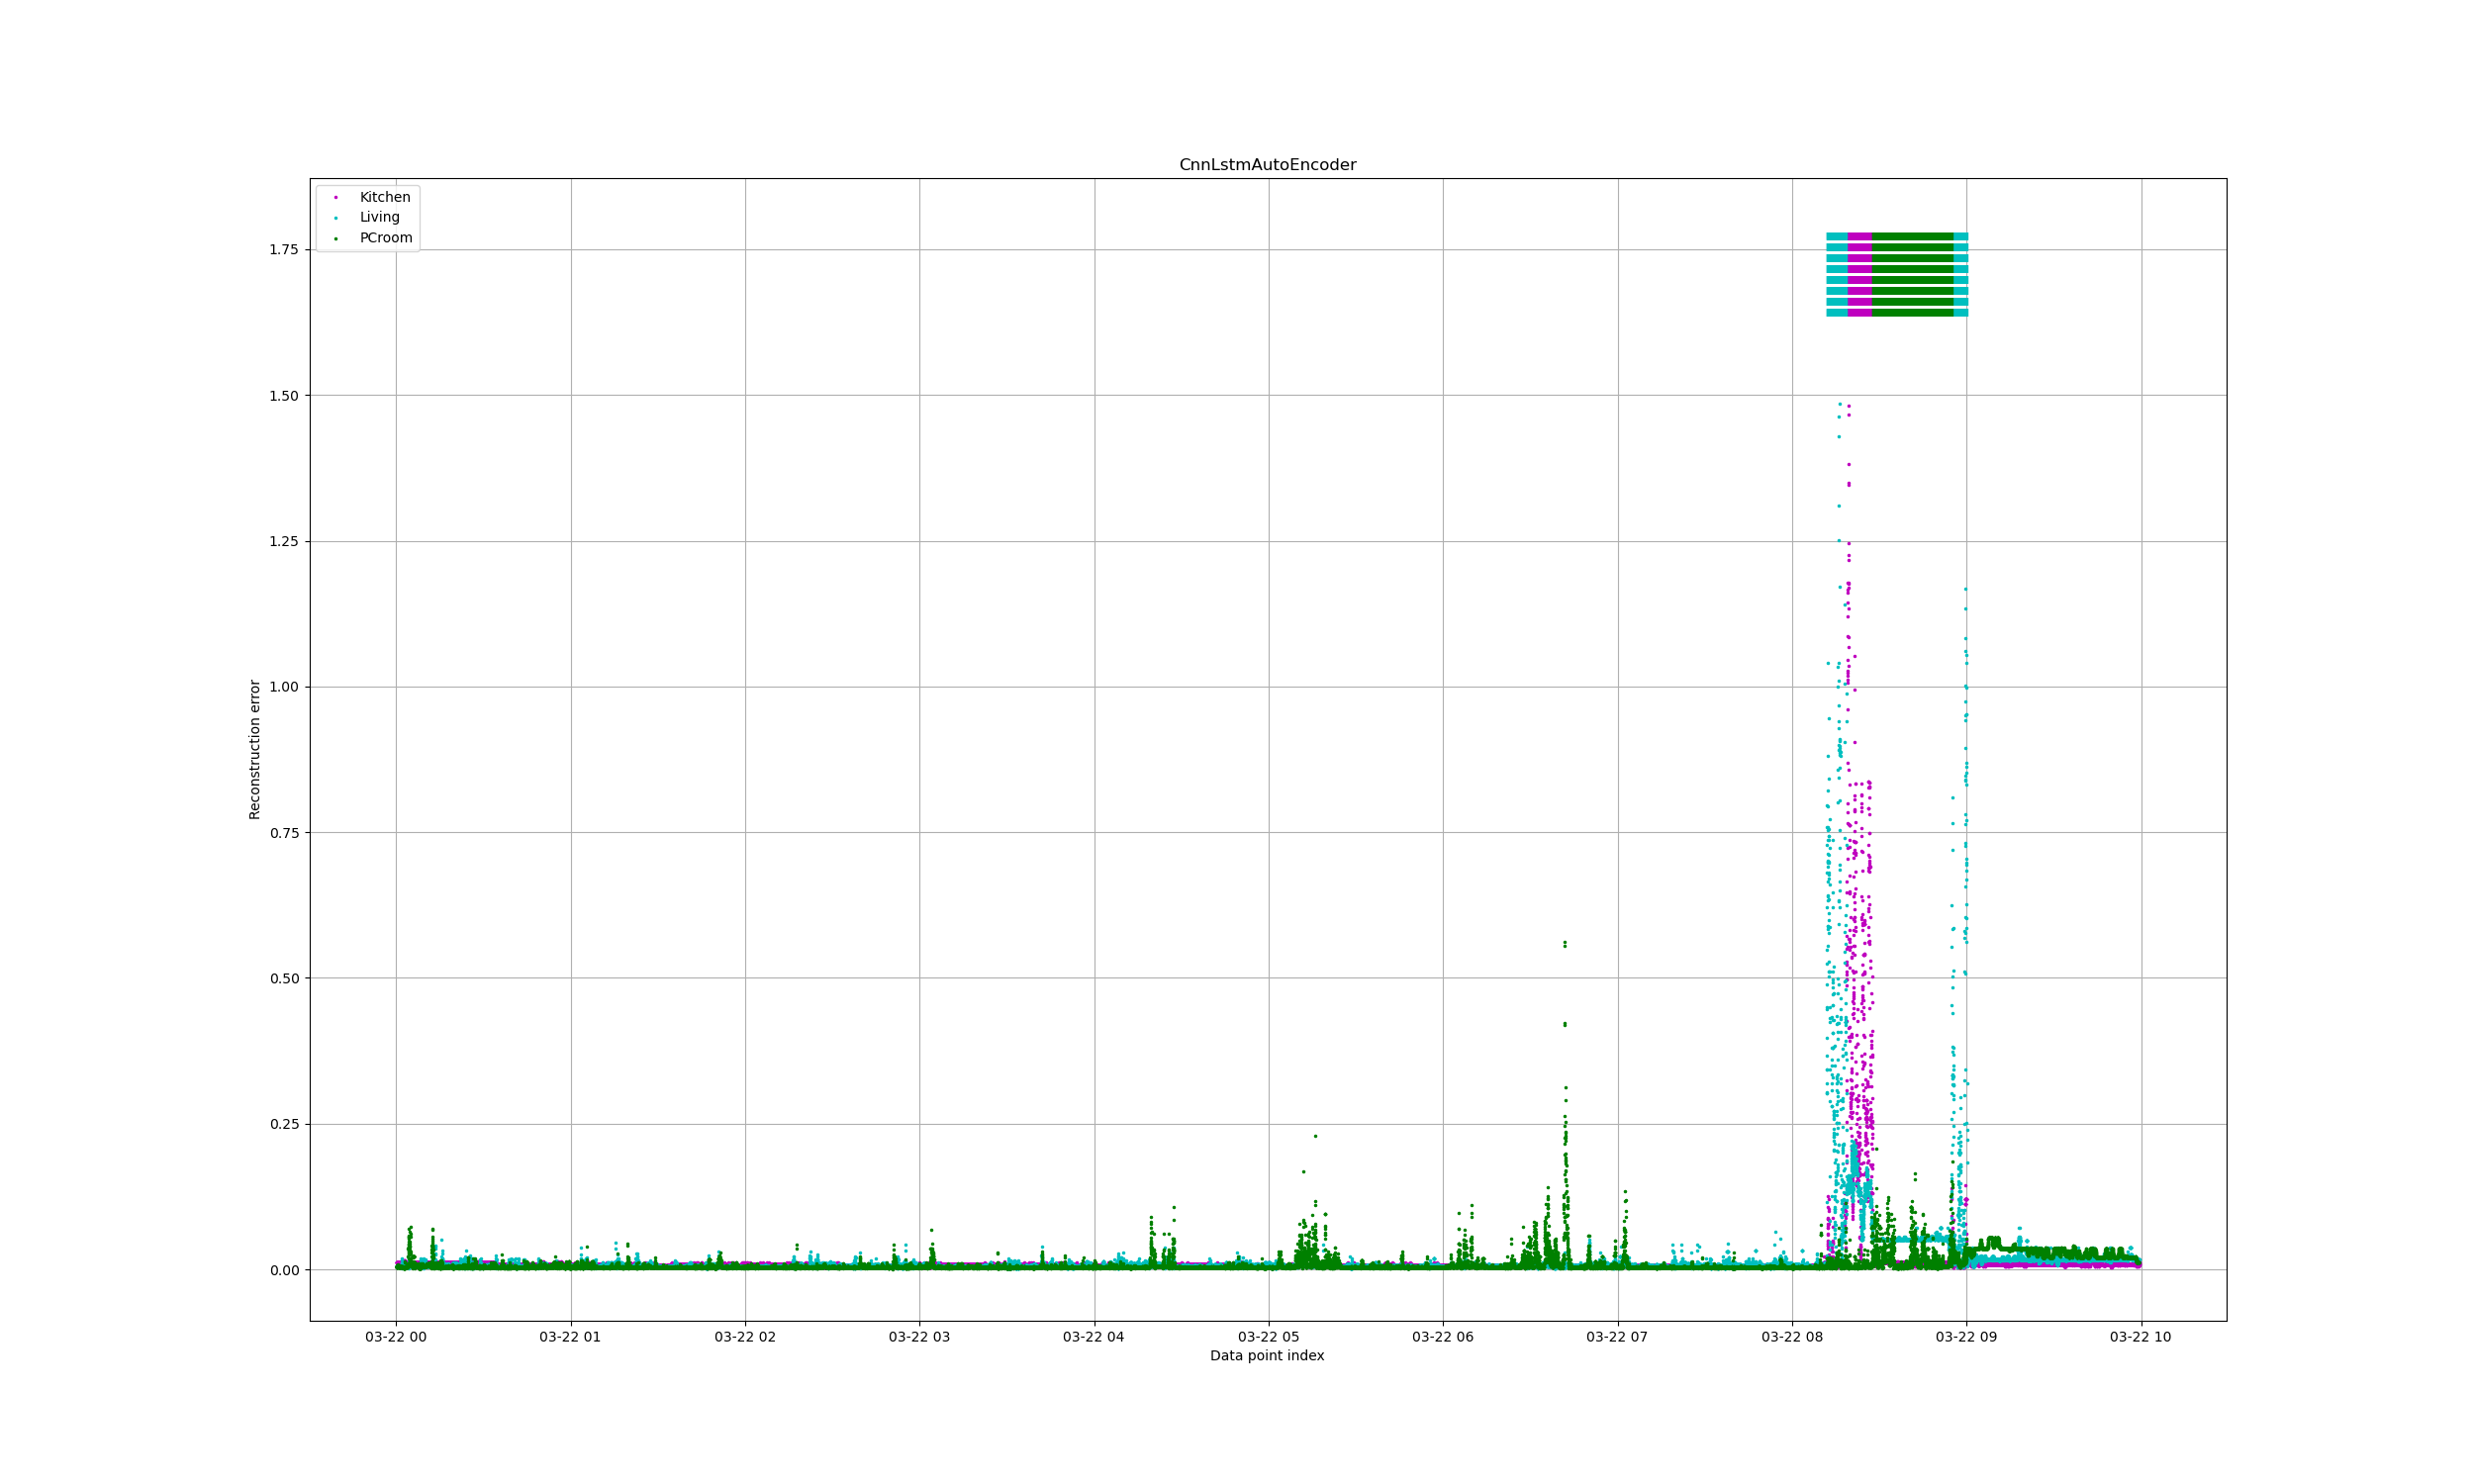 CnnLstmAutoEncoder
Kitchen
Living
PCroom
1.75
1.50
1.25
1.00
0.75
0.50
0.25
0.00
Reconstruction error
03-22 00 03-22 01 03-22 02 03-22 03 03-22 04 03-22 05 03-22 06 03-22 07 03-22 08 03-22 09 03-22 10
Data point index